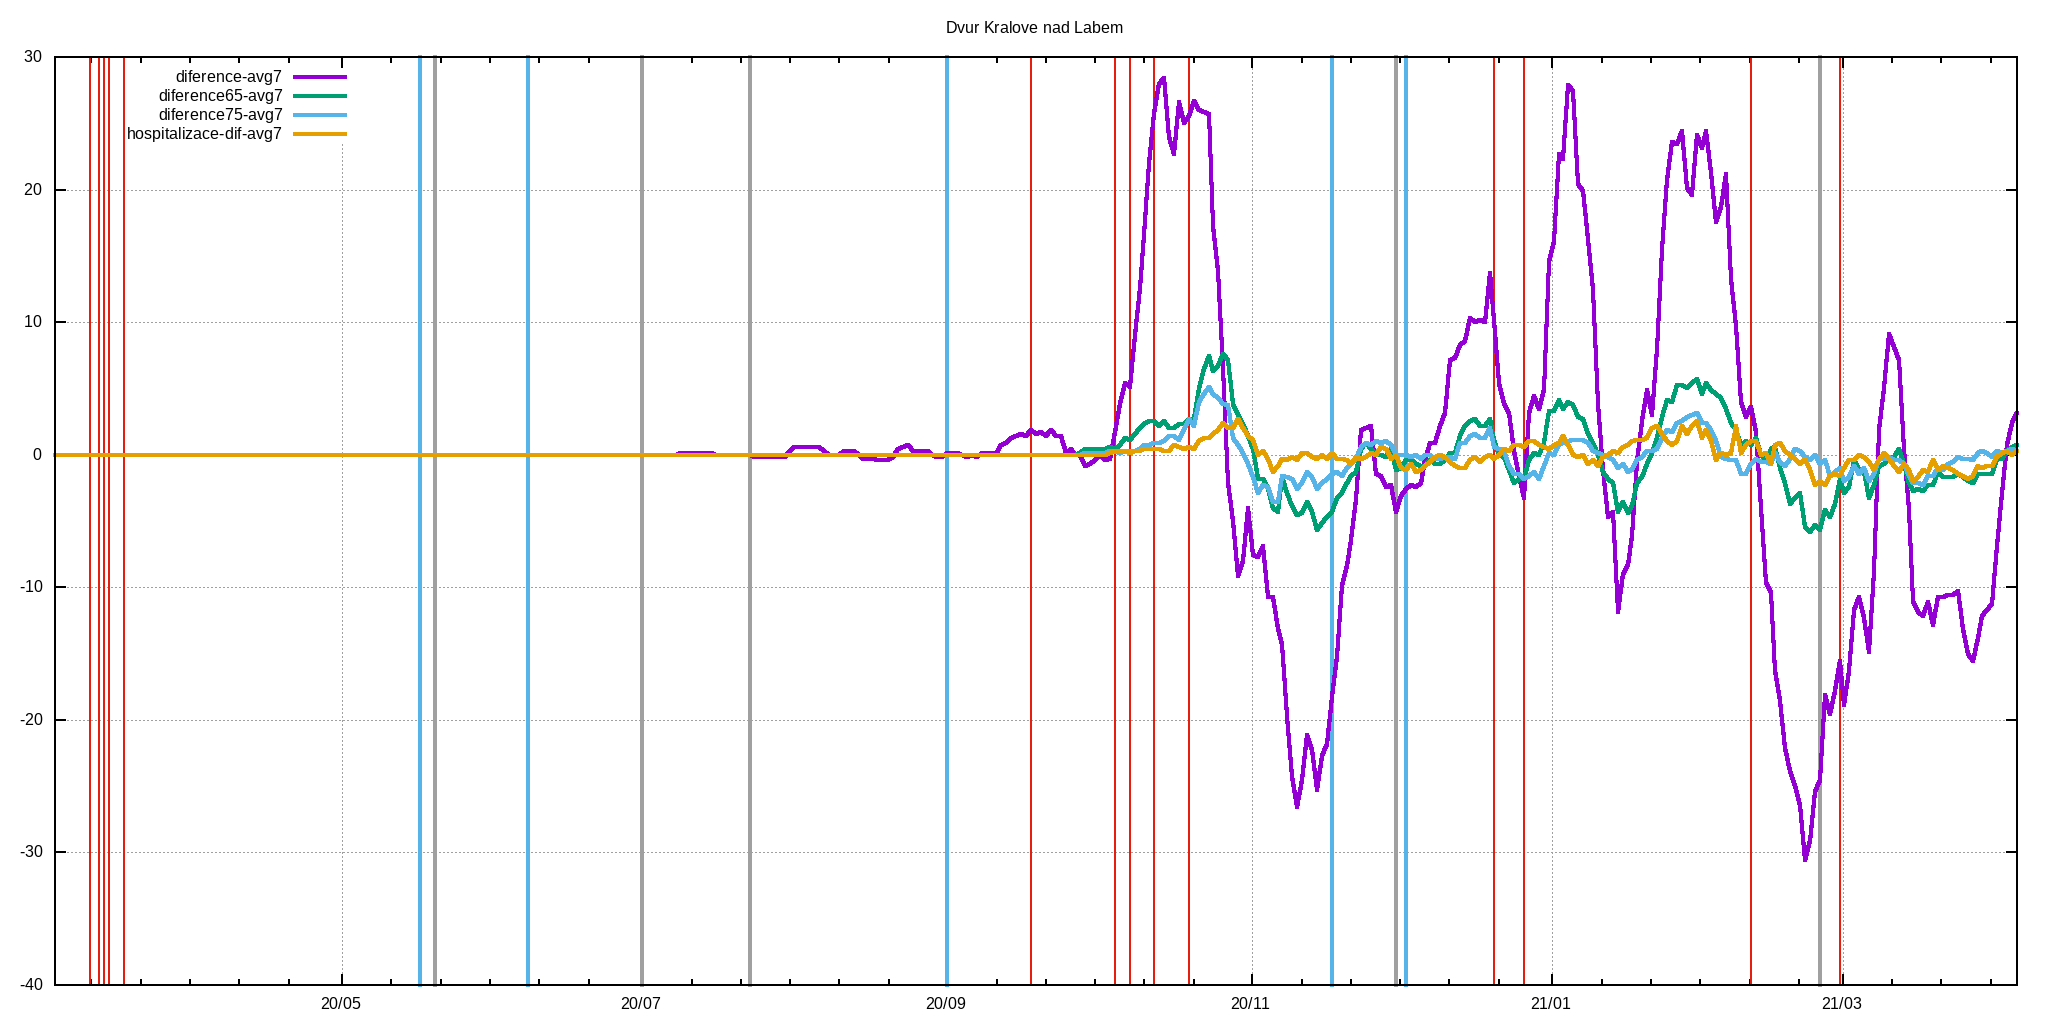 Dvur Kralove nad Labem
30
20
10
0
-10
-20
-30
-40
diference-avg7
diference65-avg7
diference75-avg7
hospitalizace-dif-avg7
20/05 20/07 20/09 20/11 21/01 21/03